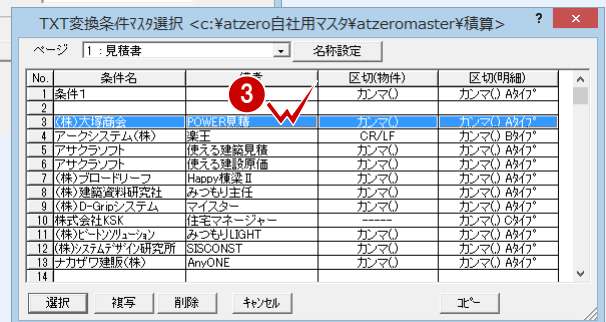 TXT変換条件ﾏｽﾀ選択 <c:¥atzero自社用ﾏｽﾀ¥atzeromaster¥積算> ? ×
ページ 1：見積書 名称設定
No. 条件名 備考 区切(物件) 区切(明細)
1 条件1 カンマ(,) カンマ(,) Aﾀｲﾌﾟ
2
3 (株)大塚商会 POWER見積 カンマ(,) カンマ(,) Aﾀｲﾌﾟ
4 アークシステム(株) 楽王 CR/LF カンマ(,) Bﾀｲﾌﾟ
5 アサクラソフト 使える建築見積 カンマ(,) カンマ(,) Aﾀｲﾌﾟ
6 アサクラソフト 使える建設原価 カンマ(,) カンマ(,) Aﾀｲﾌﾟ
7 (株)ブロードリーフ Happy棟梁Ⅱ カンマ(,) カンマ(,) Aﾀｲﾌﾟ
8 (株)建築資料研究社 みつもり主任 カンマ(,) カンマ(,) Aﾀｲﾌﾟ
9 (株)D-Gripシステム マイスター カンマ(,) カンマ(,) Aﾀｲﾌﾟ
10 株式会社KSK 住宅マネージャー ----- カンマ(,) Cﾀｲﾌﾟ
11 (株)ﾋﾞｰﾄｿﾘｭｰｼｮﾝ みつもりLIGHT カンマ(,) カンマ(,) Aﾀｲﾌﾟ
12 (株)ｼｽﾃﾑﾃﾞｻﾞｲﾝ研究所 SISCONST カンマ(,) カンマ(,) Aﾀｲﾌﾟ
13 ナカザワ建販(株) AnyONE カンマ(,) カンマ(,) Aﾀｲﾌﾟ
14
3
選択 複写 削除 ｷｬﾝｾﾙ ｺﾋﾟｰ